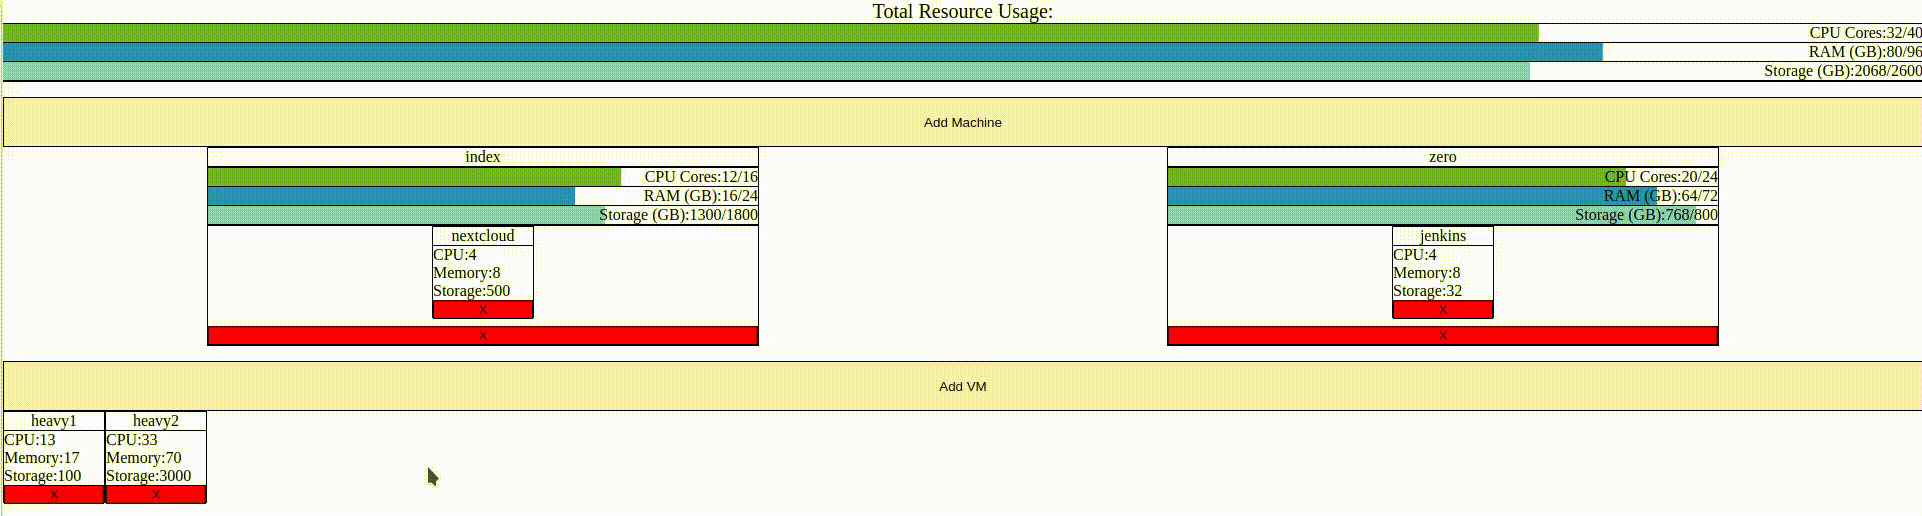 Total Resource Usage:
CPU Cores:32/40
RAM (GB):80/96
Storage (GB):2068/2600
Add Machine
index
CPU Cores:12/16
RAM (GB):16/24
Storage (GB):1300/1800
nextcloud
CPU:4
Memory:8
Storage:500
X
X
zero
CPU Cores:20/24
RAM (GB):64/72
Storage (GB):768/800
jenkins
CPU:4
Memory:8
Storage:32
X
X
Add VM
heavy1
CPU:13
Memory:17
Storage:100
X
heavy2
CPU:33
Memory:70
Storage:3000
X